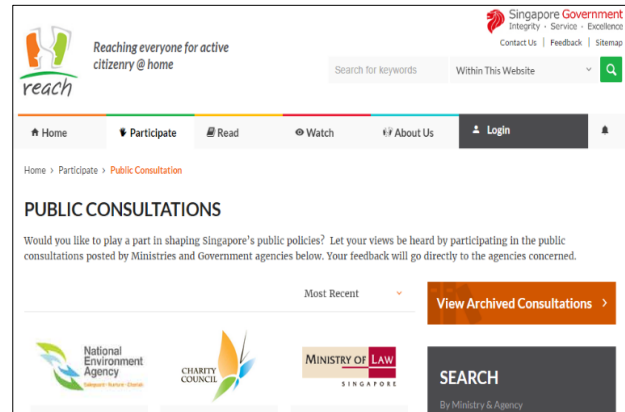 Singapore Government
Integrity · Service · Excellence
Contact Us | Feedback | Sitemap
Reaching everyone for active
citizenry @ home
reach
Search for keywords
Within This Website
Home
Participate
Read
Watch
About Us
Login
Home > Participate > Public Consultation
PUBLIC CONSULTATIONS
Would you like to play a part in shaping Singapore's public policies? Let your views be heard by participating in the public
consultations posted by Ministries and Government agencies below. Your feedback will go directly to the agencies concerned.
Most Recent
View Archived Consultations >
National
Environment
Agency
Safeguard · Nurture · Cherish
CHARITY
COUNCIL
MINISTRY OF LAW
SINGAPORE
SEARCH
By Ministry & Agency